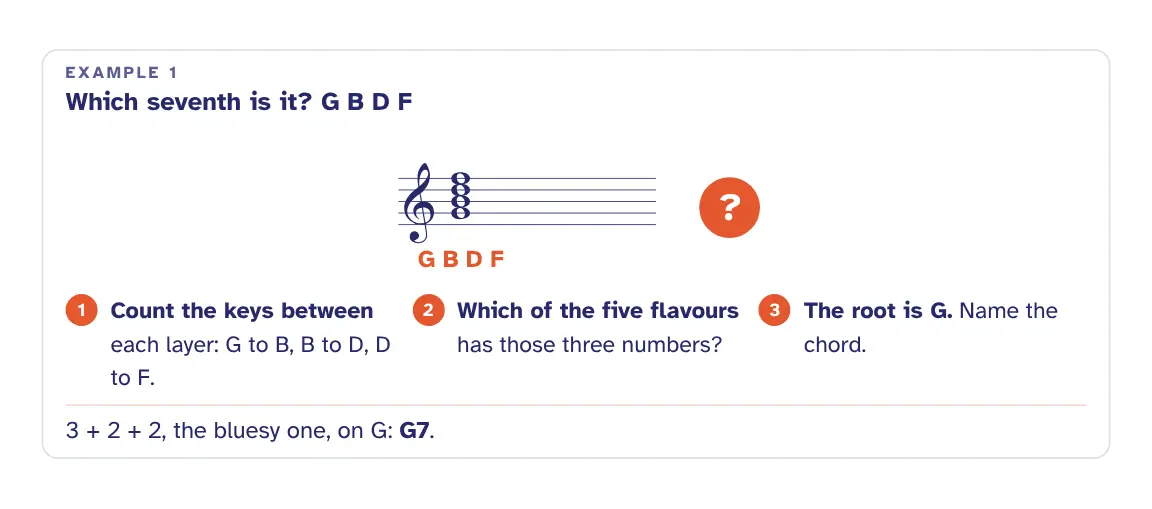 EXAMPLE 1
Which seventh is it? G B D F
?
G B D F
1 Count the keys between
each layer: G to B, B to D, D
to F.
2 Which of the five flavours
has those three numbers?
3 The root is G. Name the
chord.
3 + 2 + 2, the bluesy one, on G: G7.